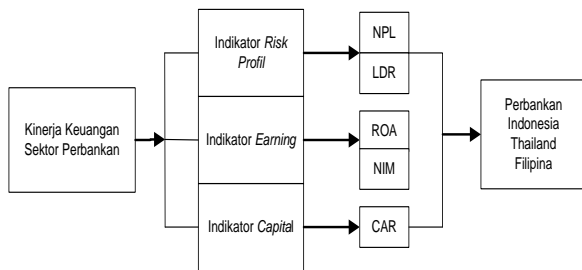 Kinerja Keuangan
Sektor Perbankan
Indikator Risk
Profil
Indikator Earning
Indikator Capital
NPL
LDR
ROA
NIM
CAR
Perbankan
Indonesia
Thailand
Filipina